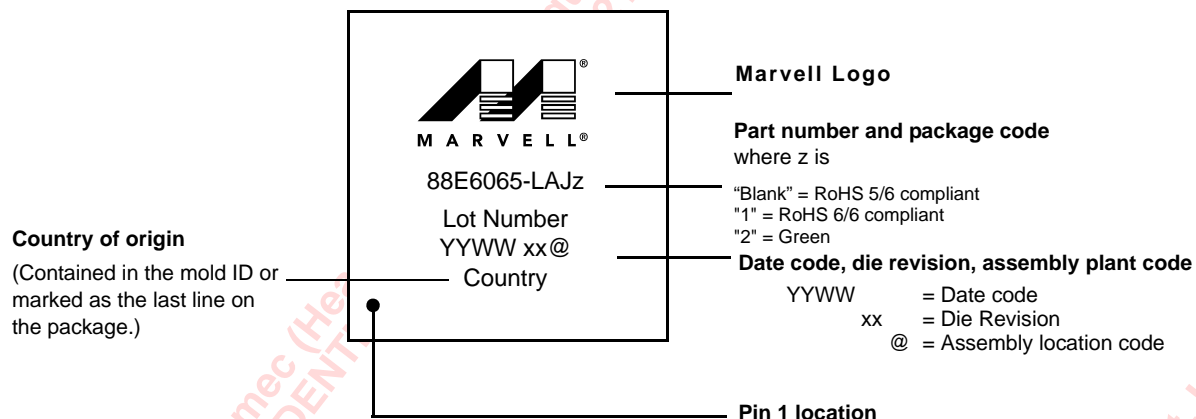 MARVELL®
88E6065-LAJz
Lot Number
YYWW xx@
Country
Country of origin
(Contained in the mold ID or
marked as the last line on
the package.)
Marvell Logo
Part number and package code
where z is
“Blank” = RoHS 5/6 compliant
"1" = RoHS 6/6 compliant
"2" = Green
Date code, die revision, assembly plant code
YYWW = Date code
xx = Die Revision
@ = Assembly location code
Pin 1 location